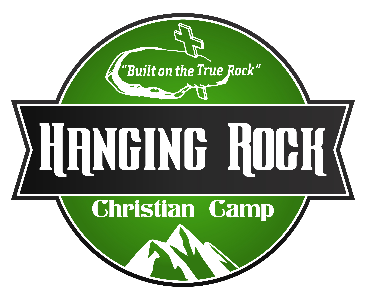 "Built on the True Rock"
HANGING ROCK
Christian Camp